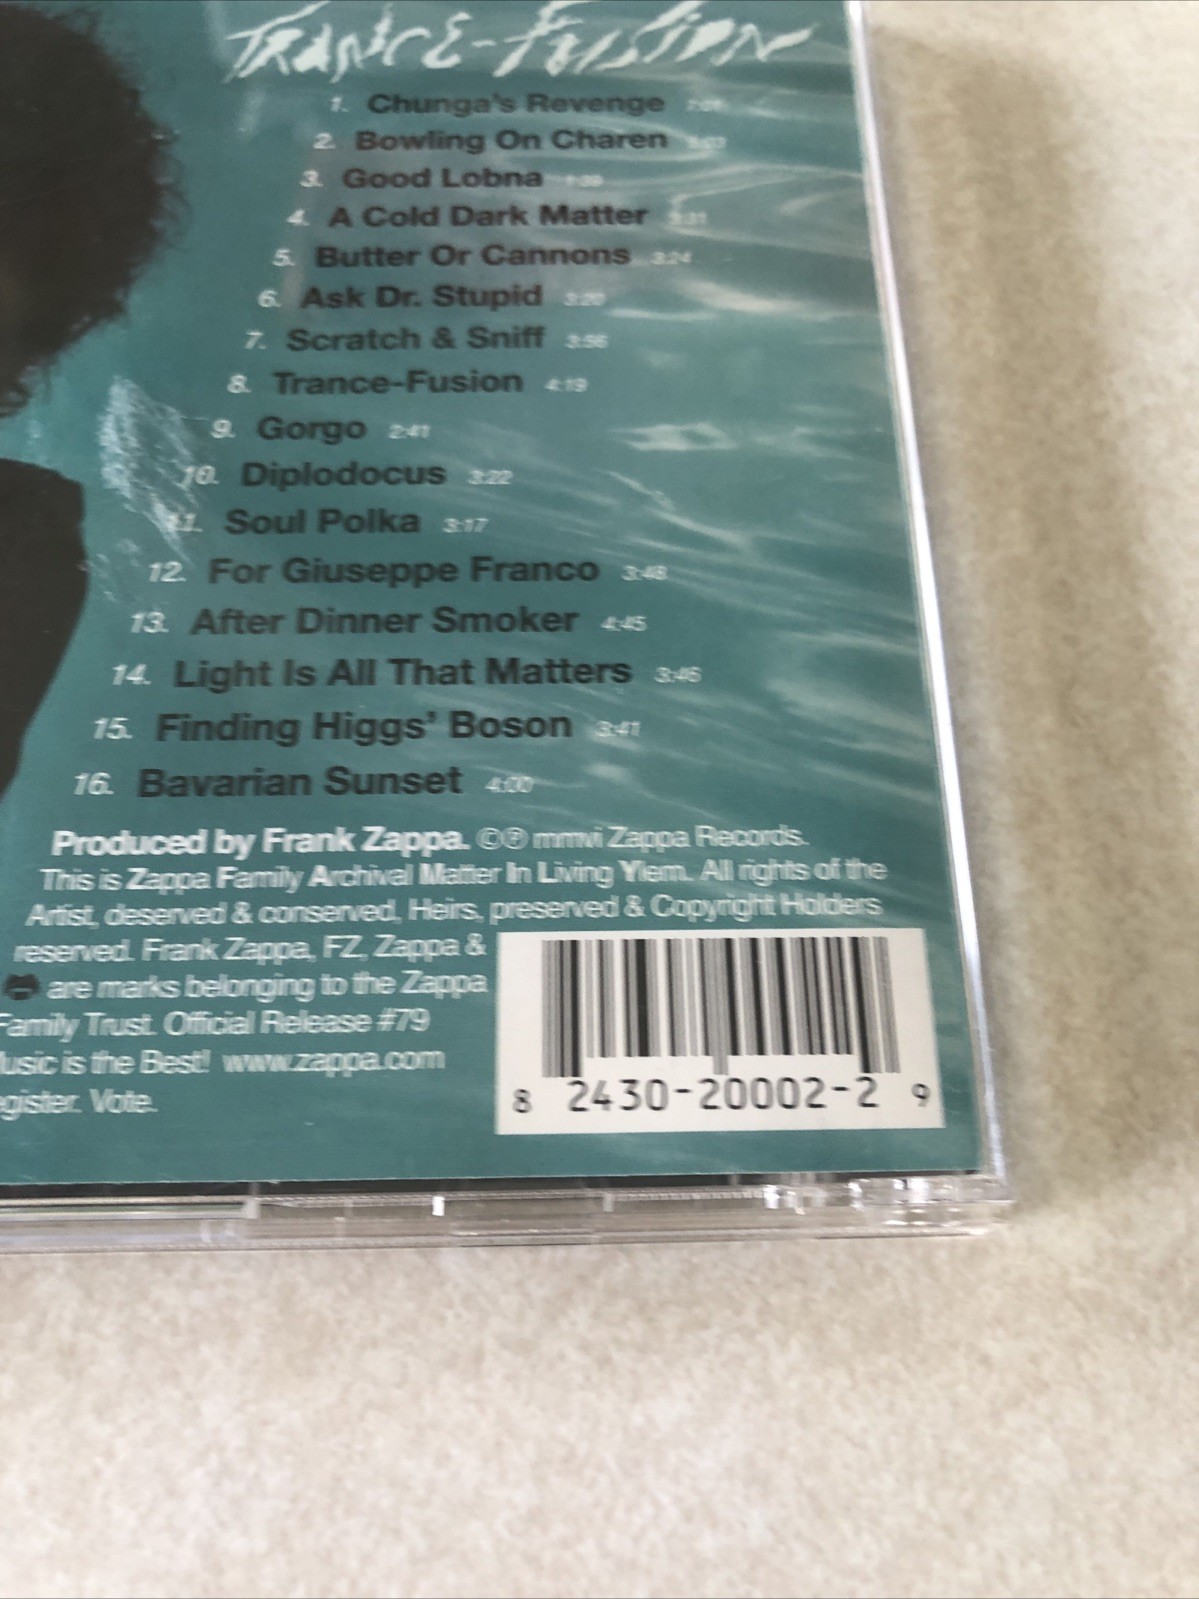 TRANCE-FUSION
1. Chunga's Revenge
2. Bowling On Charen
3. Good Lobna
4. A Cold Dark Matter 3:31
5. Butter Or Cannons 3:24
6. Ask Dr. Stupid 3:20
7. Scratch & Sniff 3:56
8. Trance-Fusion 4:19
9. Gorgo 2:41
10. Diplodocus 3:22
11. Soul Polka 3:17
12. For Giuseppe Franco 3:48
13. After Dinner Smoker 4:45
14. Light Is All That Matters 3:46
15. Finding Higgs' Boson 3:41
16. Bavarian Sunset 4:00
Produced by Frank Zappa. ©℗ mmvi Zappa Records.
This is Zappa Family Archival Matter In Living Yiem. All rights of the
Artist, deserved & conserved, Heirs, preserved & Copyright Holders
reserved. Frank Zappa, FZ, Zappa &
are marks belonging to the Zappa
Family Trust. Official Release #79
Music is the Best! www.zappa.com
egister. Vote.
8 2430-20002-2 9